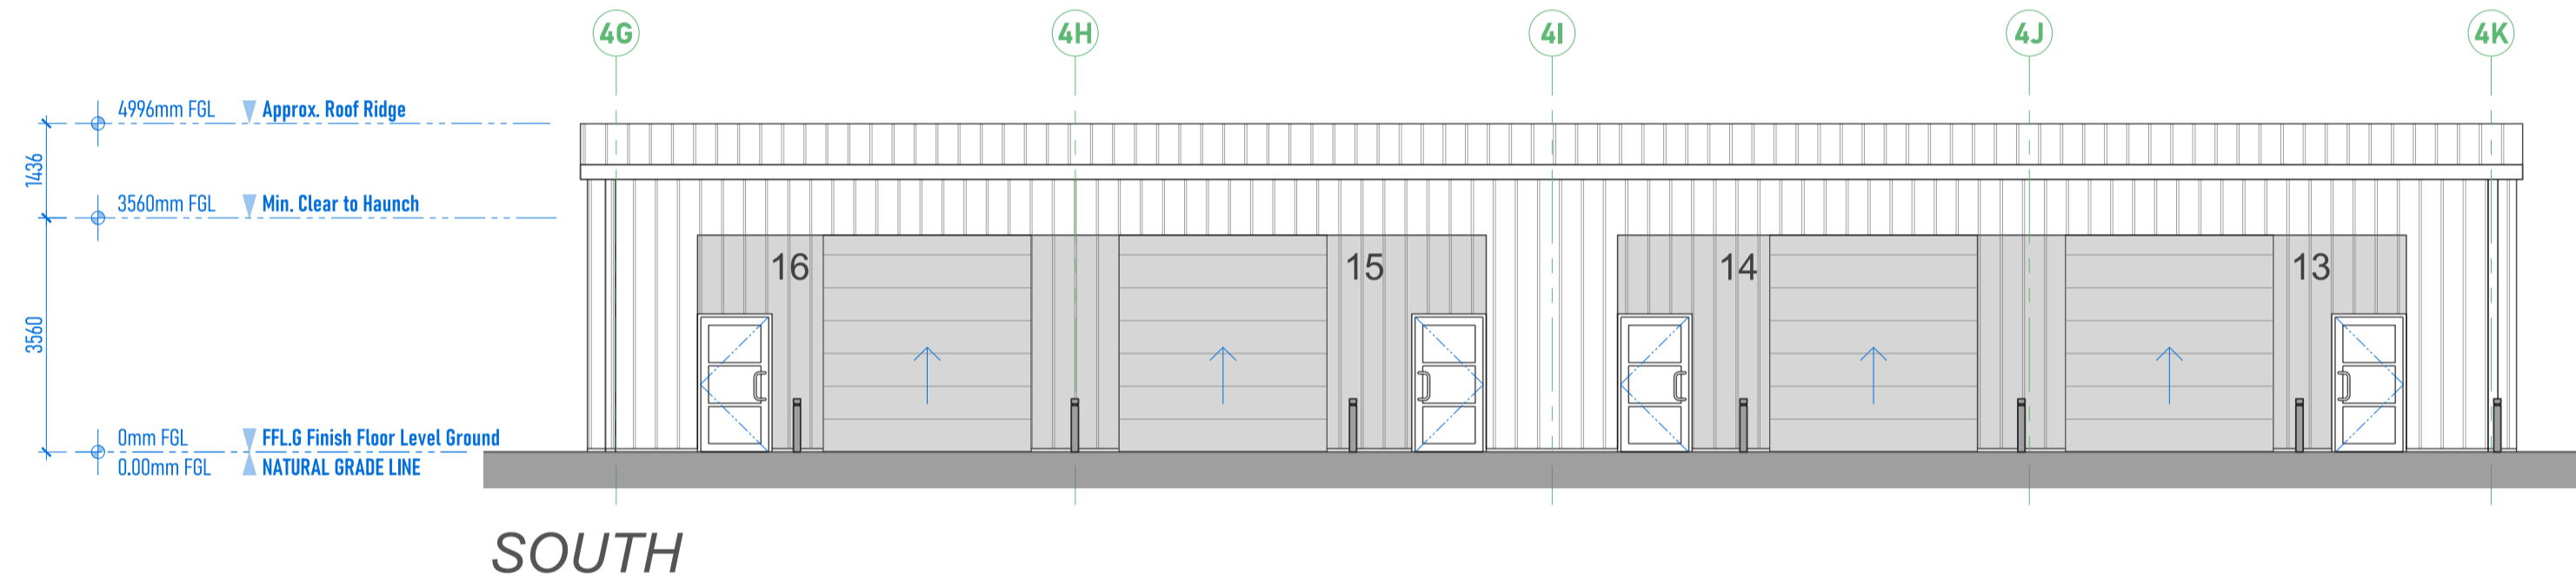 4G 4H 4I 4J 4K
4996mm FGL Approx. Roof Ridge
1436
3560mm FGL Min. Clear to Haunch
16 15 14 13
3560
0mm FGL FFL.G Finish Floor Level Ground
0.00mm FGL NATURAL GRADE LINE
SOUTH